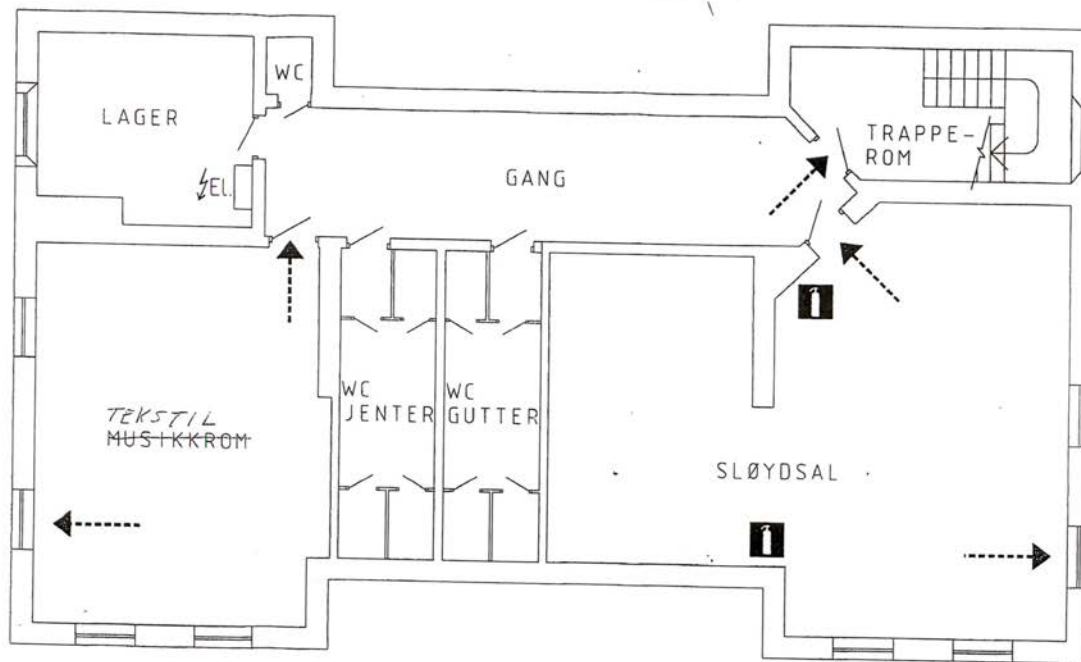 WC
LAGER
TRAPPE-
ROM
GANG
El.
WC
JENTER
WC
GUTTER
TEKSTIL
MUSIKKROM
SLØYDSAL